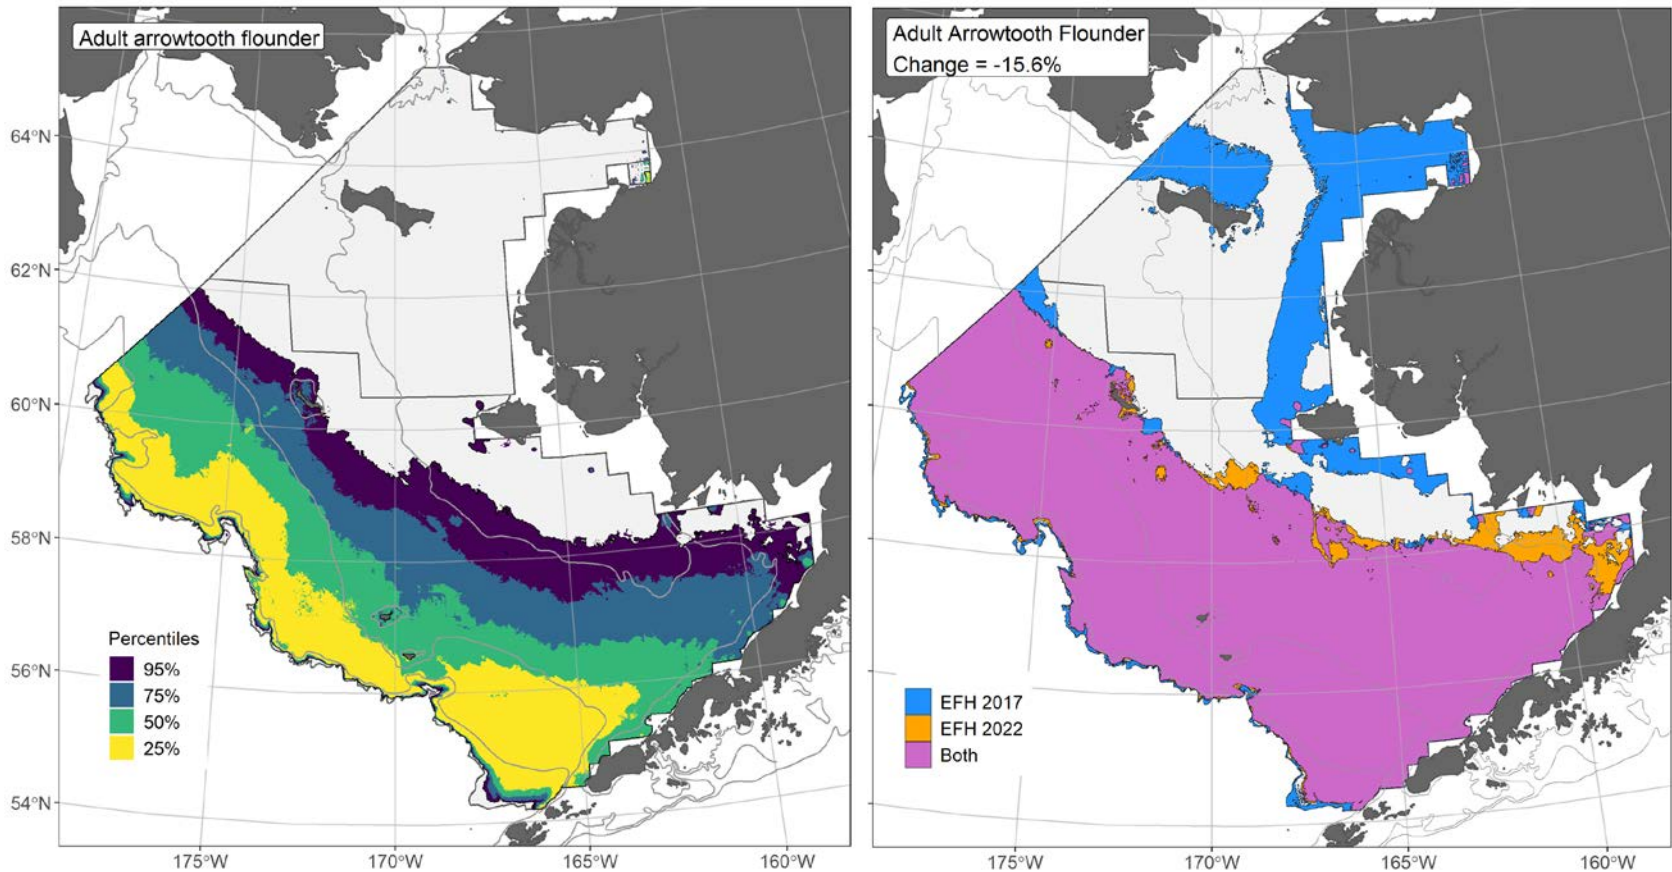 Adult arrowtooth flounder
64°N
62°N
60°N
58°N
56°N
54°N
Percentiles
95%
75%
50%
25%
175°W
170°W
165°W
160°W
Adult Arrowtooth Flounder
Change = -15.6%
EFH 2017
EFH 2022
Both
175°W
170°W
165°W
160°W